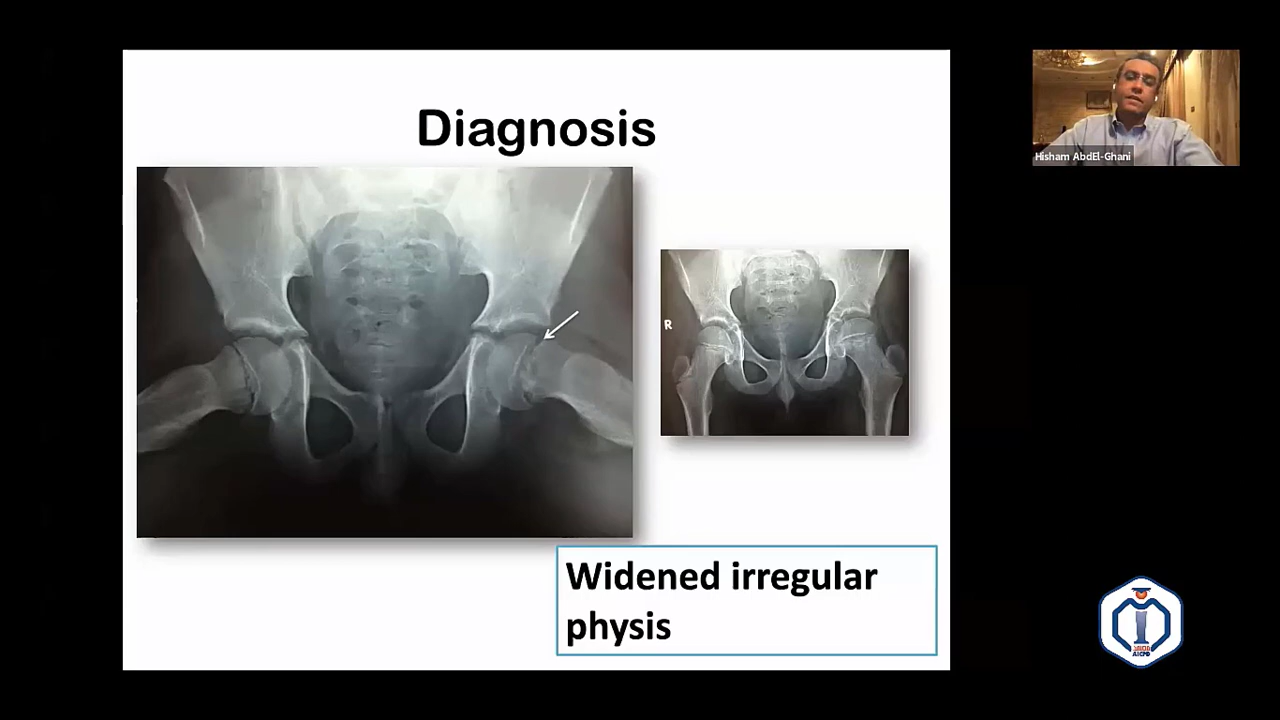 Diagnosis
Hisham AbdEl-Ghani
R
Widened irregular
physis